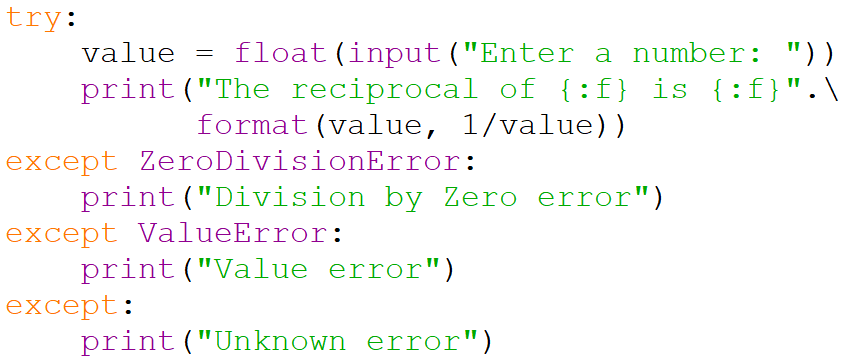 try:
    value = float(input("Enter a number: "))
    print("The reciprocal of {:f} is {:f}".\
          format(value, 1/value))
except ZeroDivisionError:
    print("Division by Zero error")
except ValueError:
    print("Value error")
except:
    print("Unknown error")